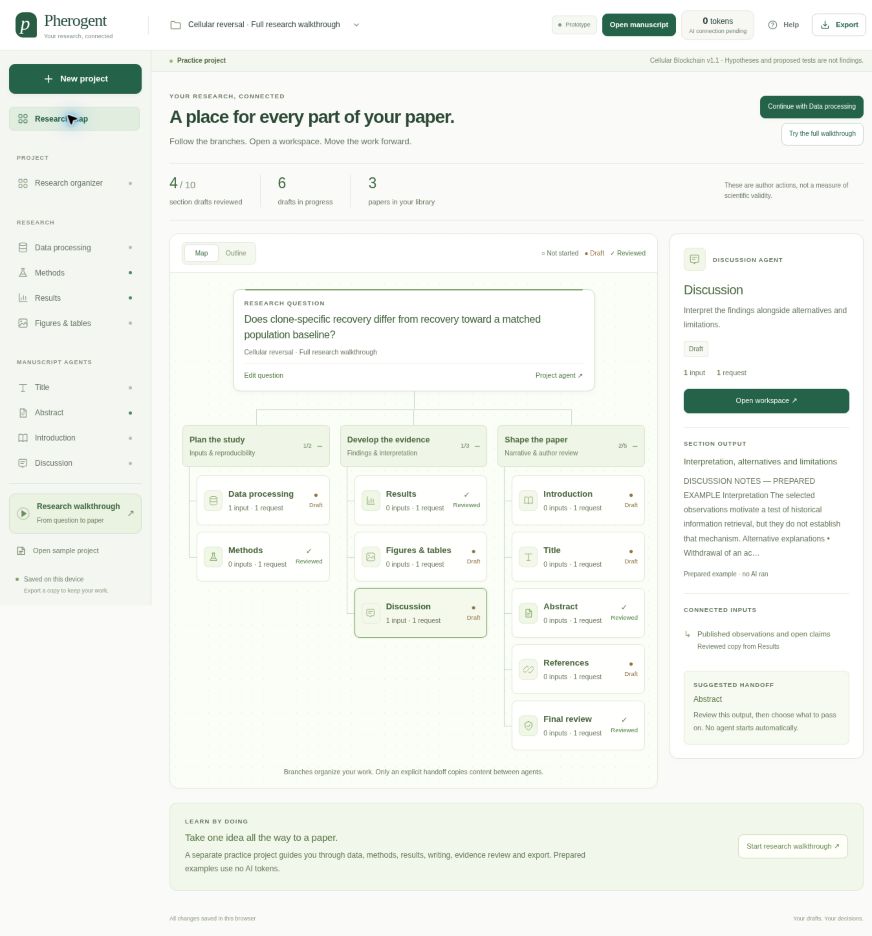 Pherogent
Your research, connected
Cellular reversal · Full research walkthrough
Prototype
Open manuscript
0 tokens
AI connection pending
Help
Export
New project
Research Map
PROJECT
Research organizer
RESEARCH
Data processing
Methods
Results
Figures & tables
MANUSCRIPT AGENTS
Title
Abstract
Introduction
Discussion
Research walkthrough ↗
From question to paper
Open sample project
Saved on this device
Export a copy to keep your work.
Practice project
Cellular Blockchain v1.1 · Hypotheses and proposed tests are not findings.
YOUR RESEARCH, CONNECTED
A place for every part of your paper.
Follow the branches. Open a workspace. Move the work forward.
Continue with Data processing
Try the full walkthrough
4 / 10
section drafts reviewed
6
drafts in progress
3
papers in your library
These are author actions, not a measure of
scientific validity.
Map
Outline
○ Not started ● Draft ✓ Reviewed
RESEARCH QUESTION
Does clone-specific recovery differ from recovery toward a matched
population baseline?
Cellular reversal · Full research walkthrough
Edit question
Project agent ↗
Plan the study
Inputs & reproducibility
1/2 –
Data processing
1 input · 1 request
Draft
Methods
0 inputs · 1 request
✓
Reviewed
Develop the evidence
Findings & interpretation
1/3 –
Results
0 inputs · 1 request
✓
Reviewed
Figures & tables
0 inputs · 1 request
Draft
Discussion
1 input · 1 request
Draft
Shape the paper
Narrative & author review
2/5 –
Introduction
0 inputs · 1 request
Draft
Title
0 inputs · 1 request
Draft
Abstract
0 inputs · 1 request
✓
Reviewed
References
0 inputs · 1 request
Draft
Final review
0 inputs · 1 request
✓
Reviewed
Branches organize your work. Only an explicit handoff copies content between agents.
DISCUSSION AGENT
Discussion
Interpret the findings alongside alternatives and
limitations.
Draft
1 input 1 request
Open workspace ↗
SECTION OUTPUT
Interpretation, alternatives and limitations
DISCUSSION NOTES — PREPARED
EXAMPLE Interpretation The selected
observations motivate a test of historical
information retrieval, but they do not establish
that mechanism. Alternative explanations •
Withdrawal of an ac…
Prepared example · no AI ran
CONNECTED INPUTS
↳ Published observations and open claims
Reviewed copy from Results
SUGGESTED HANDOFF
Abstract
Review this output, then choose what to pass
on. No agent starts automatically.
LEARN BY DOING
Take one idea all the way to a paper.
A separate practice project guides you through data, methods, results, writing, evidence review and export. Prepared
examples use no AI tokens.
Start research walkthrough ↗
All changes saved in this browser
Your drafts. Your decisions.